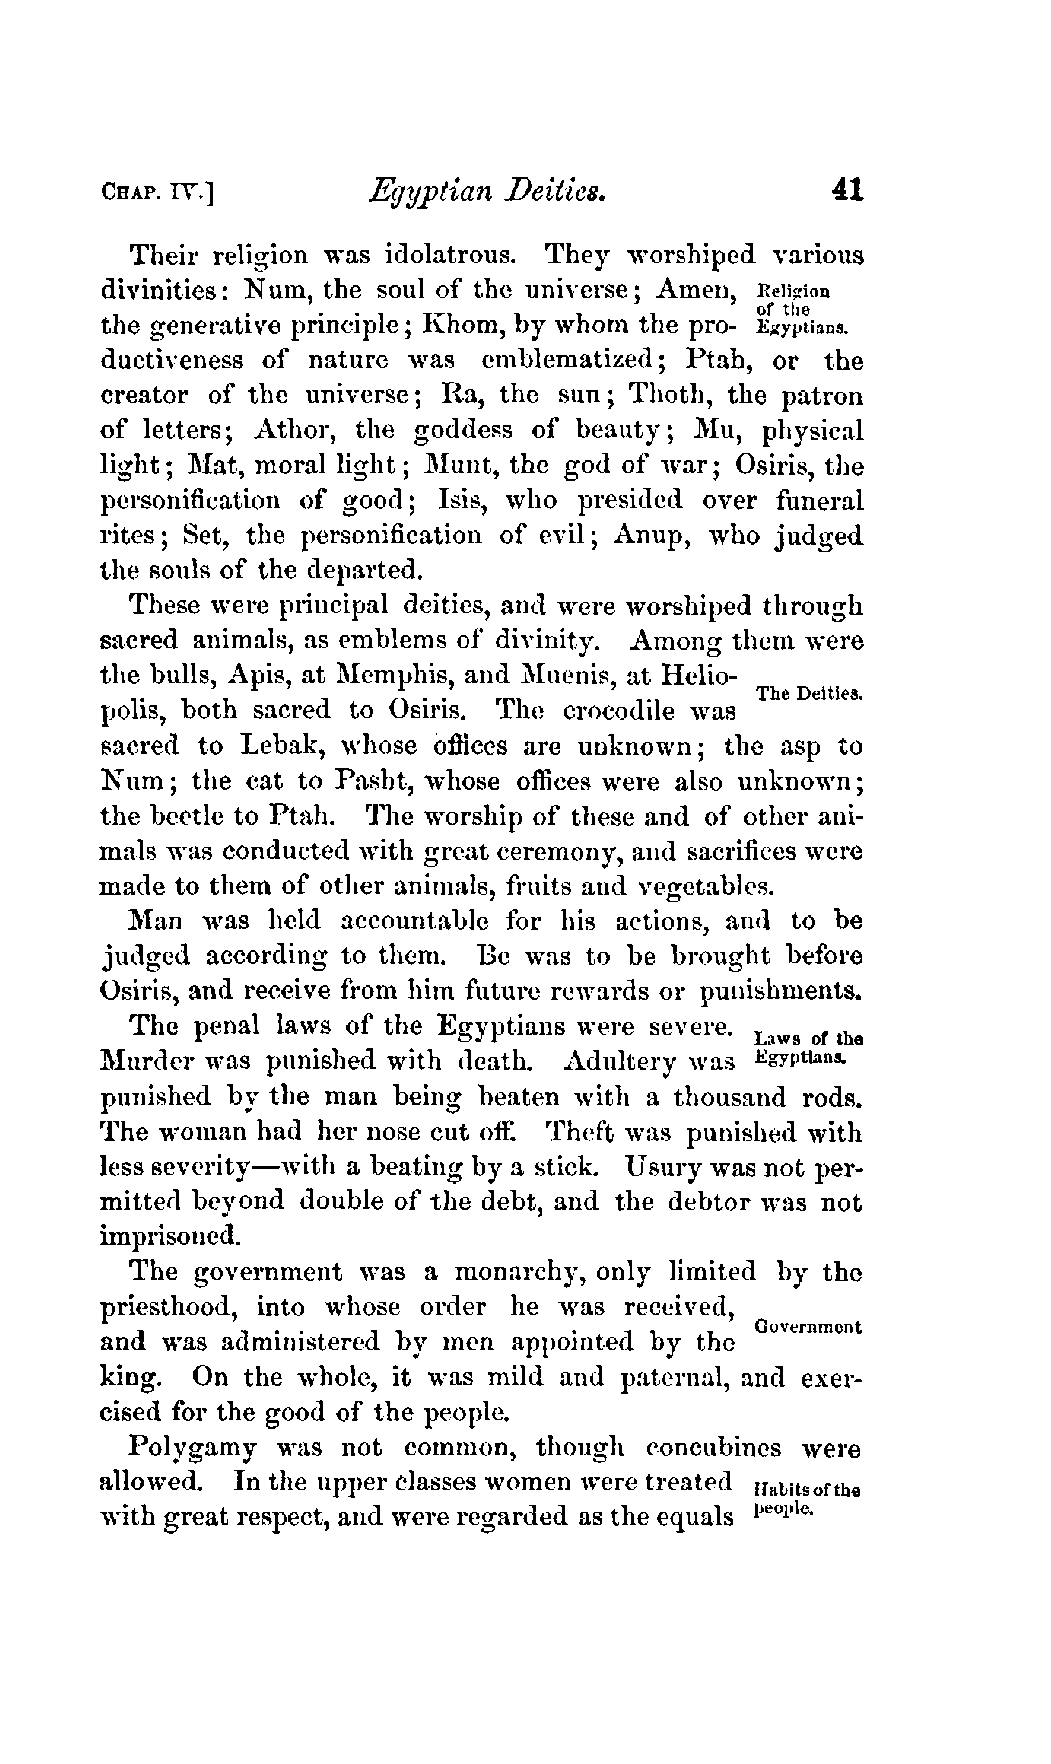 CHAP. IV.] Egyptian Deities. 41
Their religion was idolatrous. They worshiped various
divinities: Num, the soul of the universe; Amen,
Religion
of the
Egyptians.
the generative principle; Khom, by whom the pro-
ductiveness of nature was emblematized; Ptah, or the
creator of the universe; Ra, the sun; Thoth, the patron
of letters; Athor, the goddess of beauty; Mu, physical
light; Mat, moral light; Munt, the god of war; Osiris, the
personification of good; Isis, who presided over funeral
rites; Set, the personification of evil; Anup, who judged
the souls of the departed.
These were principal deities, and were worshiped through
sacred animals, as emblems of divinity. Among them were
the bulls, Apis, at Memphis, and Muenis, at Helio-
The Deities.
polis, both sacred to Osiris. The crocodile was
sacred to Lebak, whose offices are unknown; the asp to
Num; the cat to Pasht, whose offices were also unknown;
the beetle to Ptah. The worship of these and of other ani-
mals was conducted with great ceremony, and sacrifices were
made to them of other animals, fruits and vegetables.
Man was held accountable for his actions, and to be
judged according to them. He was to be brought before
Osiris, and receive from him future rewards or punishments.
The penal laws of the Egyptians were severe.
Laws of the
Egyptians.
Murder was punished with death. Adultery was
punished by the man being beaten with a thousand rods.
The woman had her nose cut off. Theft was punished with
less severity—with a beating by a stick. Usury was not per-
mitted beyond double of the debt, and the debtor was not
imprisoned.
The government was a monarchy, only limited by the
priesthood, into whose order he was received,
Government
and was administered by men appointed by the
king. On the whole, it was mild and paternal, and exer-
cised for the good of the people.
Polygamy was not common, though concubines were
allowed. In the upper classes women were treated
Habits of the
people.
with great respect, and were regarded as the equals